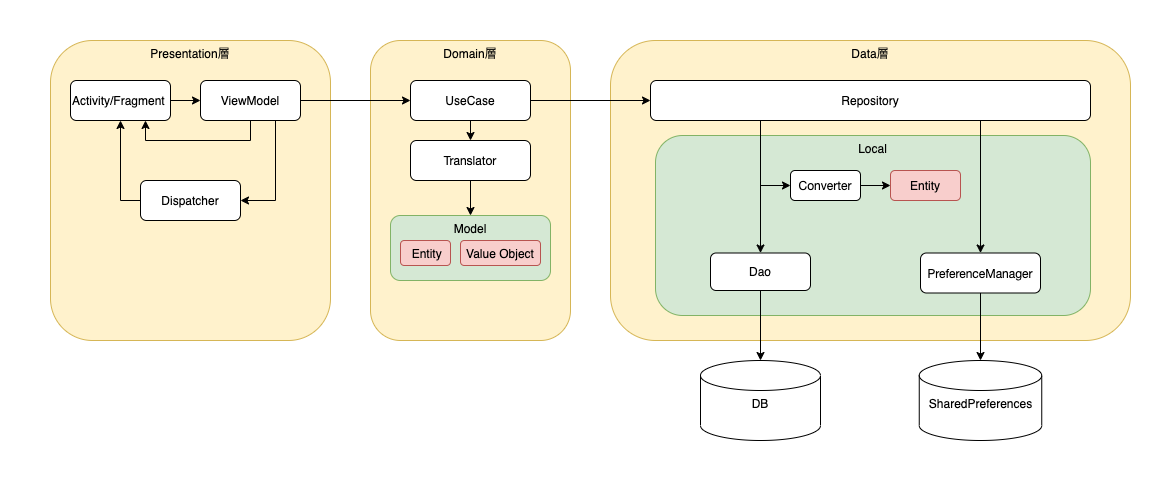 Presentation層
Activity/Fragment
ViewModel
Dispatcher
Domain層
UseCase
Translator
Model
Entity
Value Object
Data層
Repository
Local
Converter
Entity
Dao
PreferenceManager
DB
SharedPreferences